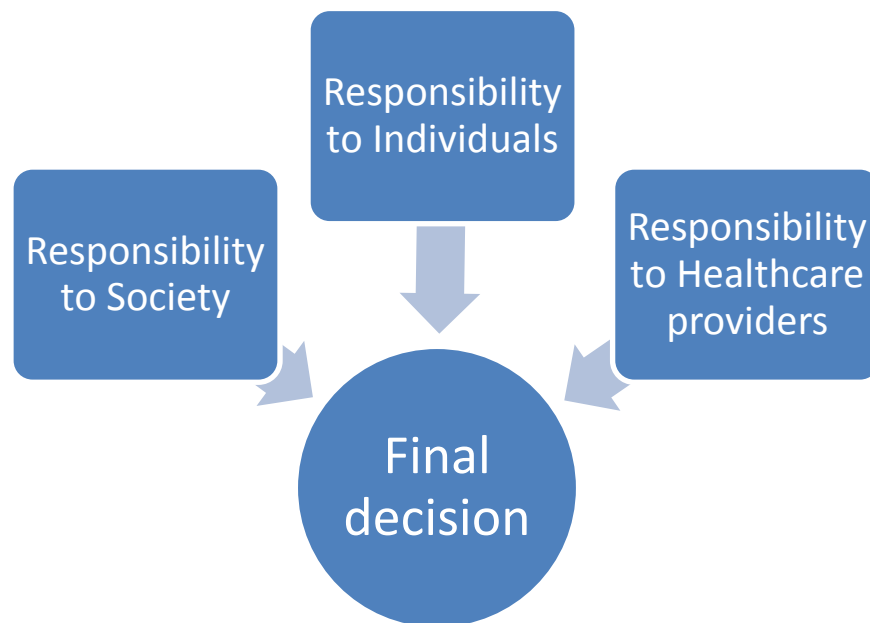 Responsibility
to Individuals
Responsibility
to Society
Responsibility
to Healthcare
providers
Final
decision